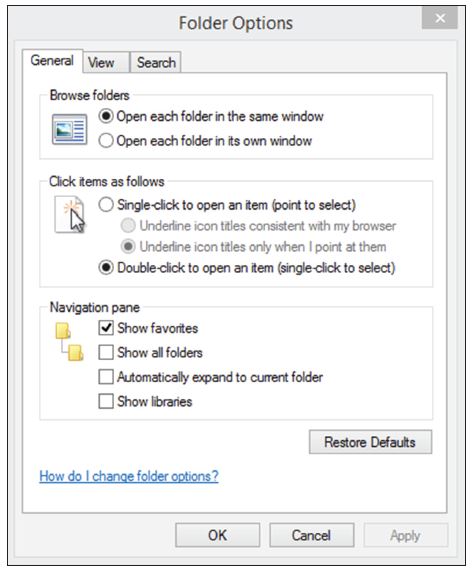 Folder Options
General
View
Search
Browse folders
Open each folder in the same window
Open each folder in its own window
Click items as follows
Single-click to open an item (point to select)
Underline icon titles consistent with my browser
Underline icon titles only when I point at them
Double-click to open an item (single-click to select)
Navigation pane
Show favorites
Show all folders
Automatically expand to current folder
Show libraries
Restore Defaults
How do I change folder options?
OK
Cancel
Apply